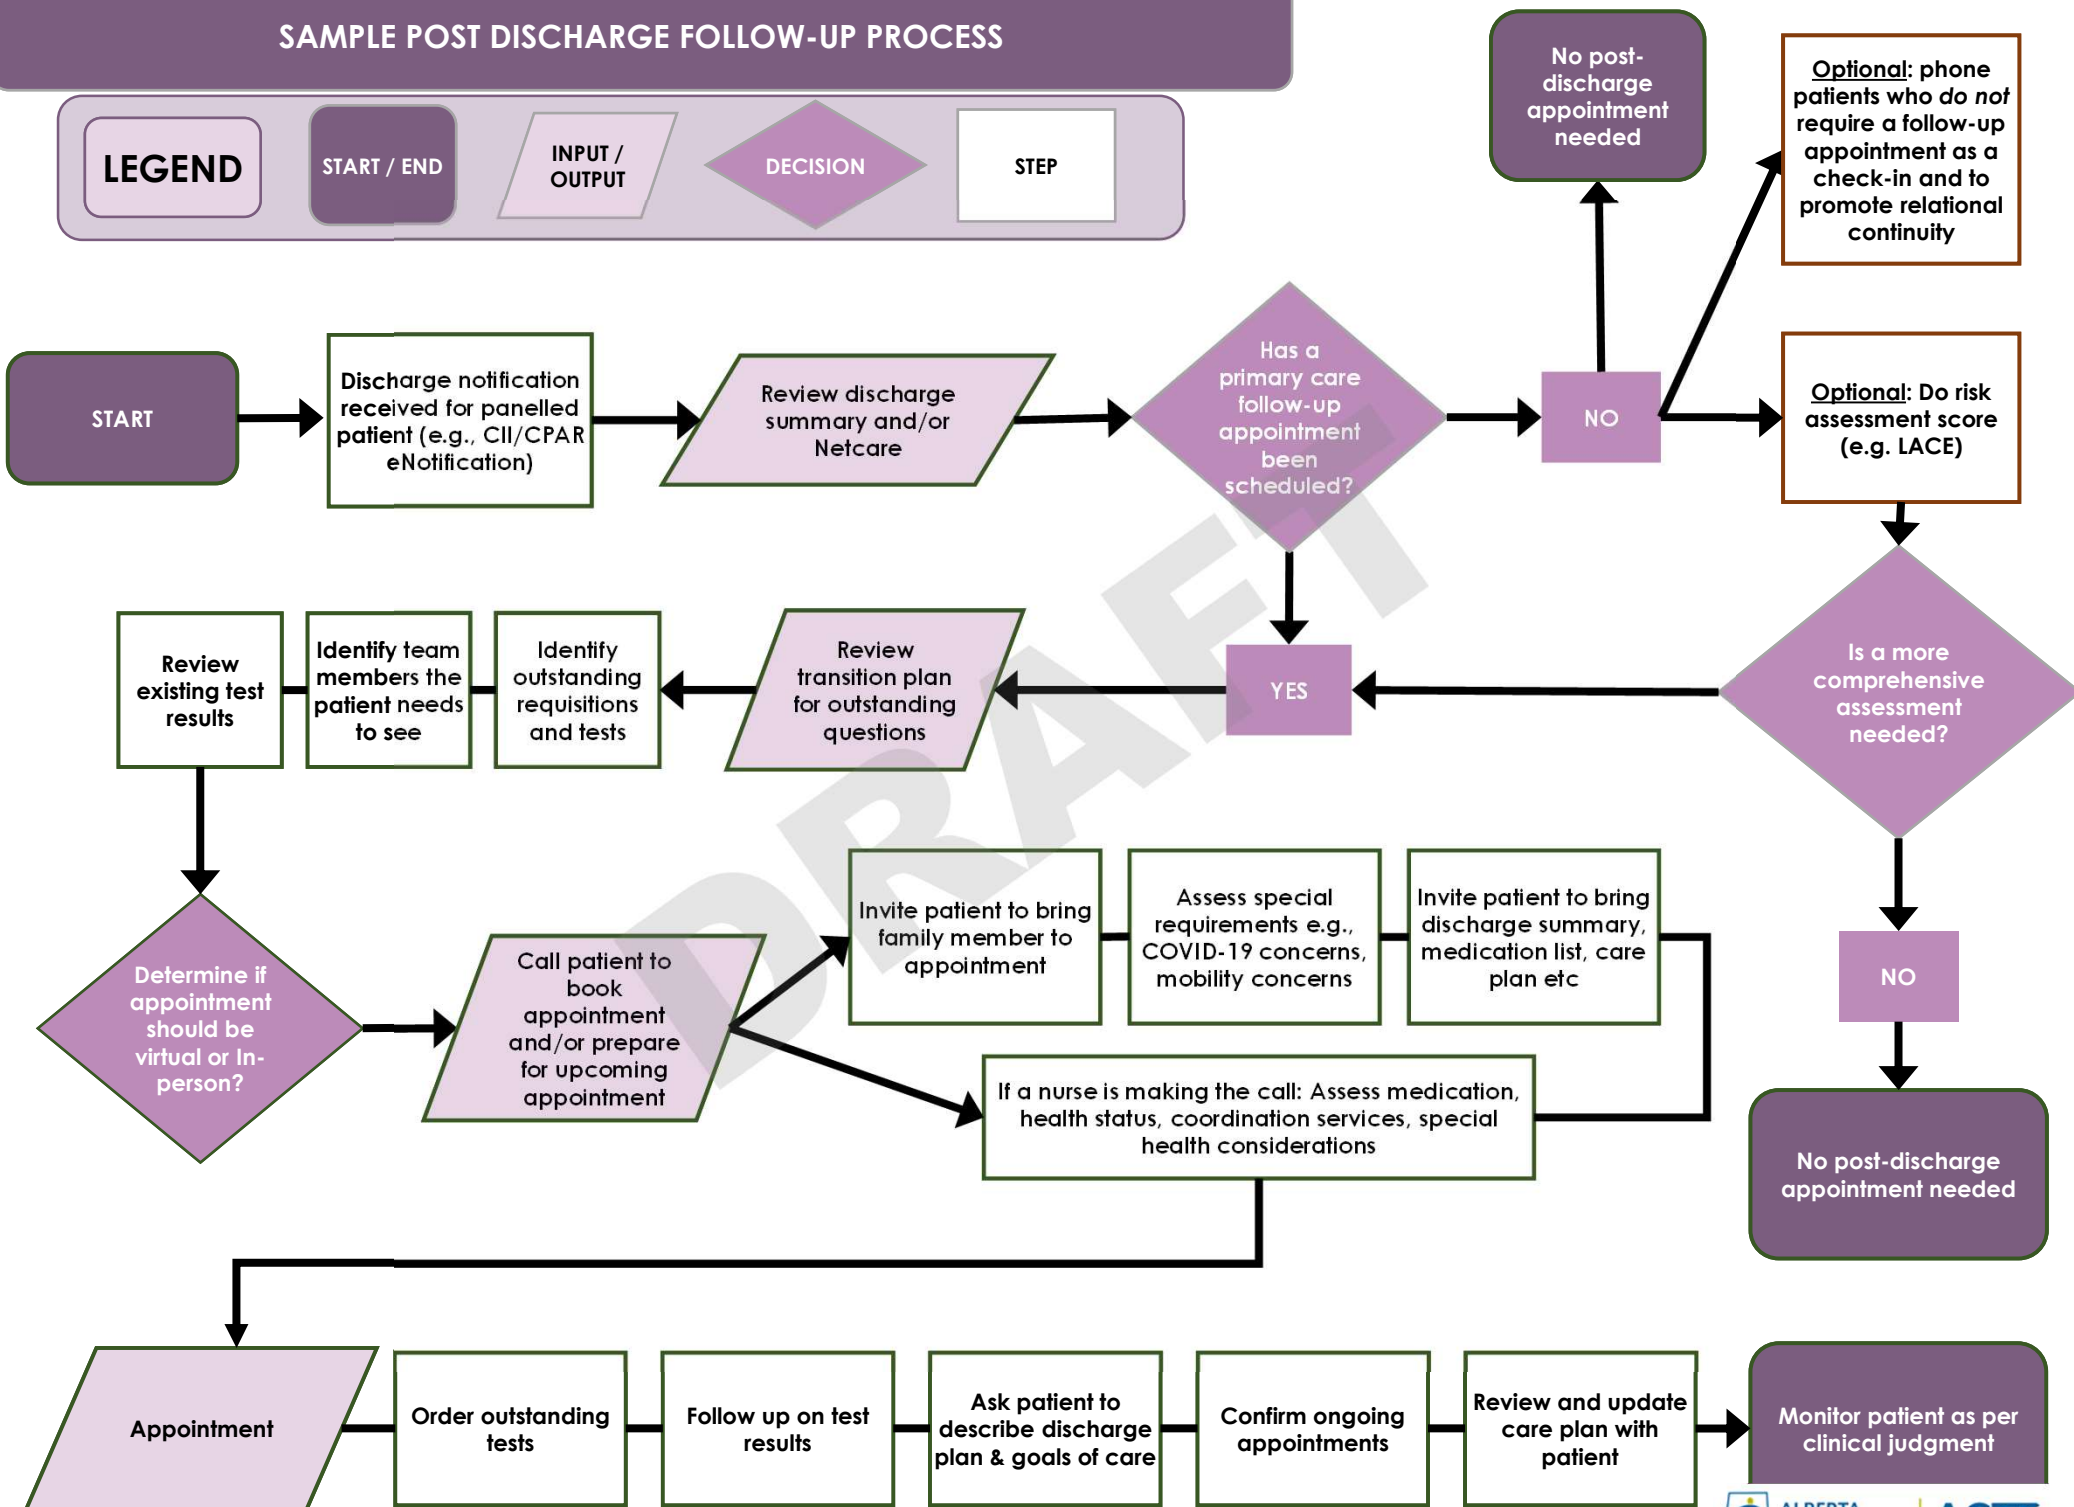 SAMPLE POST DISCHARGE FOLLOW-UP PROCESS
LEGEND
START / END
INPUT /
OUTPUT
DECISION
STEP
No post-
discharge
appointment
needed
Optional: phone
patients who do not
require a follow-up
appointment as a
check-in and to
promote relational
continuity
START
Discharge notification
received for panelled
patient (e.g., CII/CPAR
eNotification)
Review discharge
summary and/or
Netcare
Has a
primary care
follow-up
appointment
been
scheduled?
NO
Optional: Do risk
assessment score
(e.g. LACE)
Review
existing test
results
Identify team
members the
patient needs
to see
Identify
outstanding
requisitions
and tests
Review
transition plan
for outstanding
questions
YES
Is a more
comprehensive
assessment
needed?
DRAFT
Determine if
appointment
should be
virtual or In-
person?
Call patient to
book
appointment
and/or prepare
for upcoming
appointment
Invite patient to bring
family member to
appointment
Assess special
requirements e.g.,
COVID-19 concerns,
mobility concerns
Invite patient to bring
discharge summary,
medication list, care
plan etc
NO
If a nurse is making the call: Assess medication,
health status, coordination services, special
health considerations
No post-discharge
appointment needed
Appointment
Order outstanding
tests
Follow up on test
results
Ask patient to
describe discharge
plan & goals of care
Confirm ongoing
appointments
Review and update
care plan with
patient
Monitor patient as per
clinical judgment